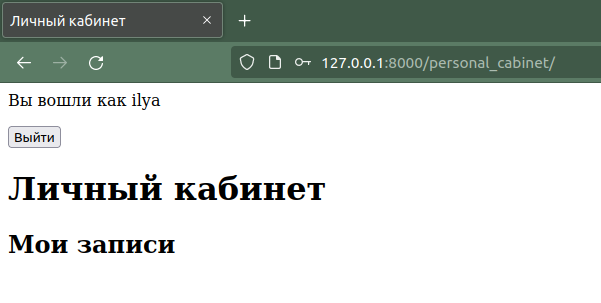 Личный кабинет
127.0.0.1:8000/personal_cabinet/
Вы вошли как ilya
Выйти
Личный кабинет
Мои записи